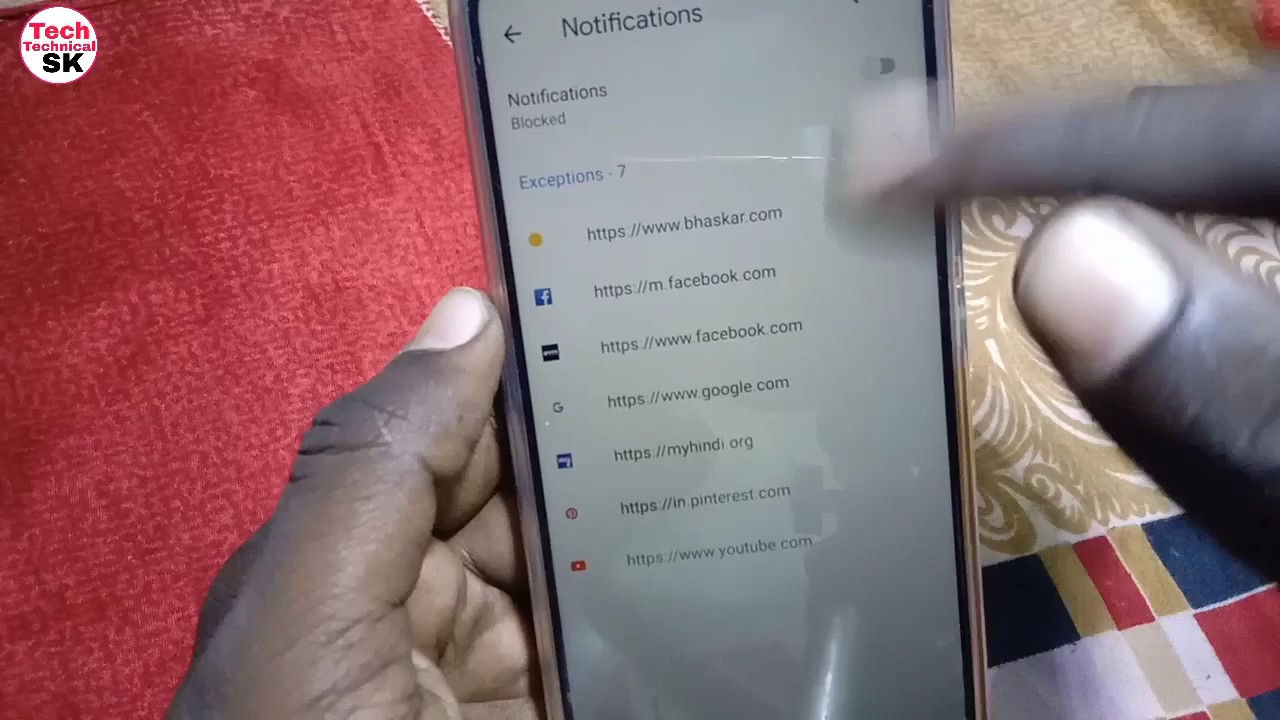 Tech
Technical
SK
Notifications
Notifications
Blocked
Exceptions · 7
https://www.bhaskar.com
https://m.facebook.com
https://www.facebook.com
https://www.google.com
https://myhindi.org
https://in.pinterest.com
https://www.youtube.com